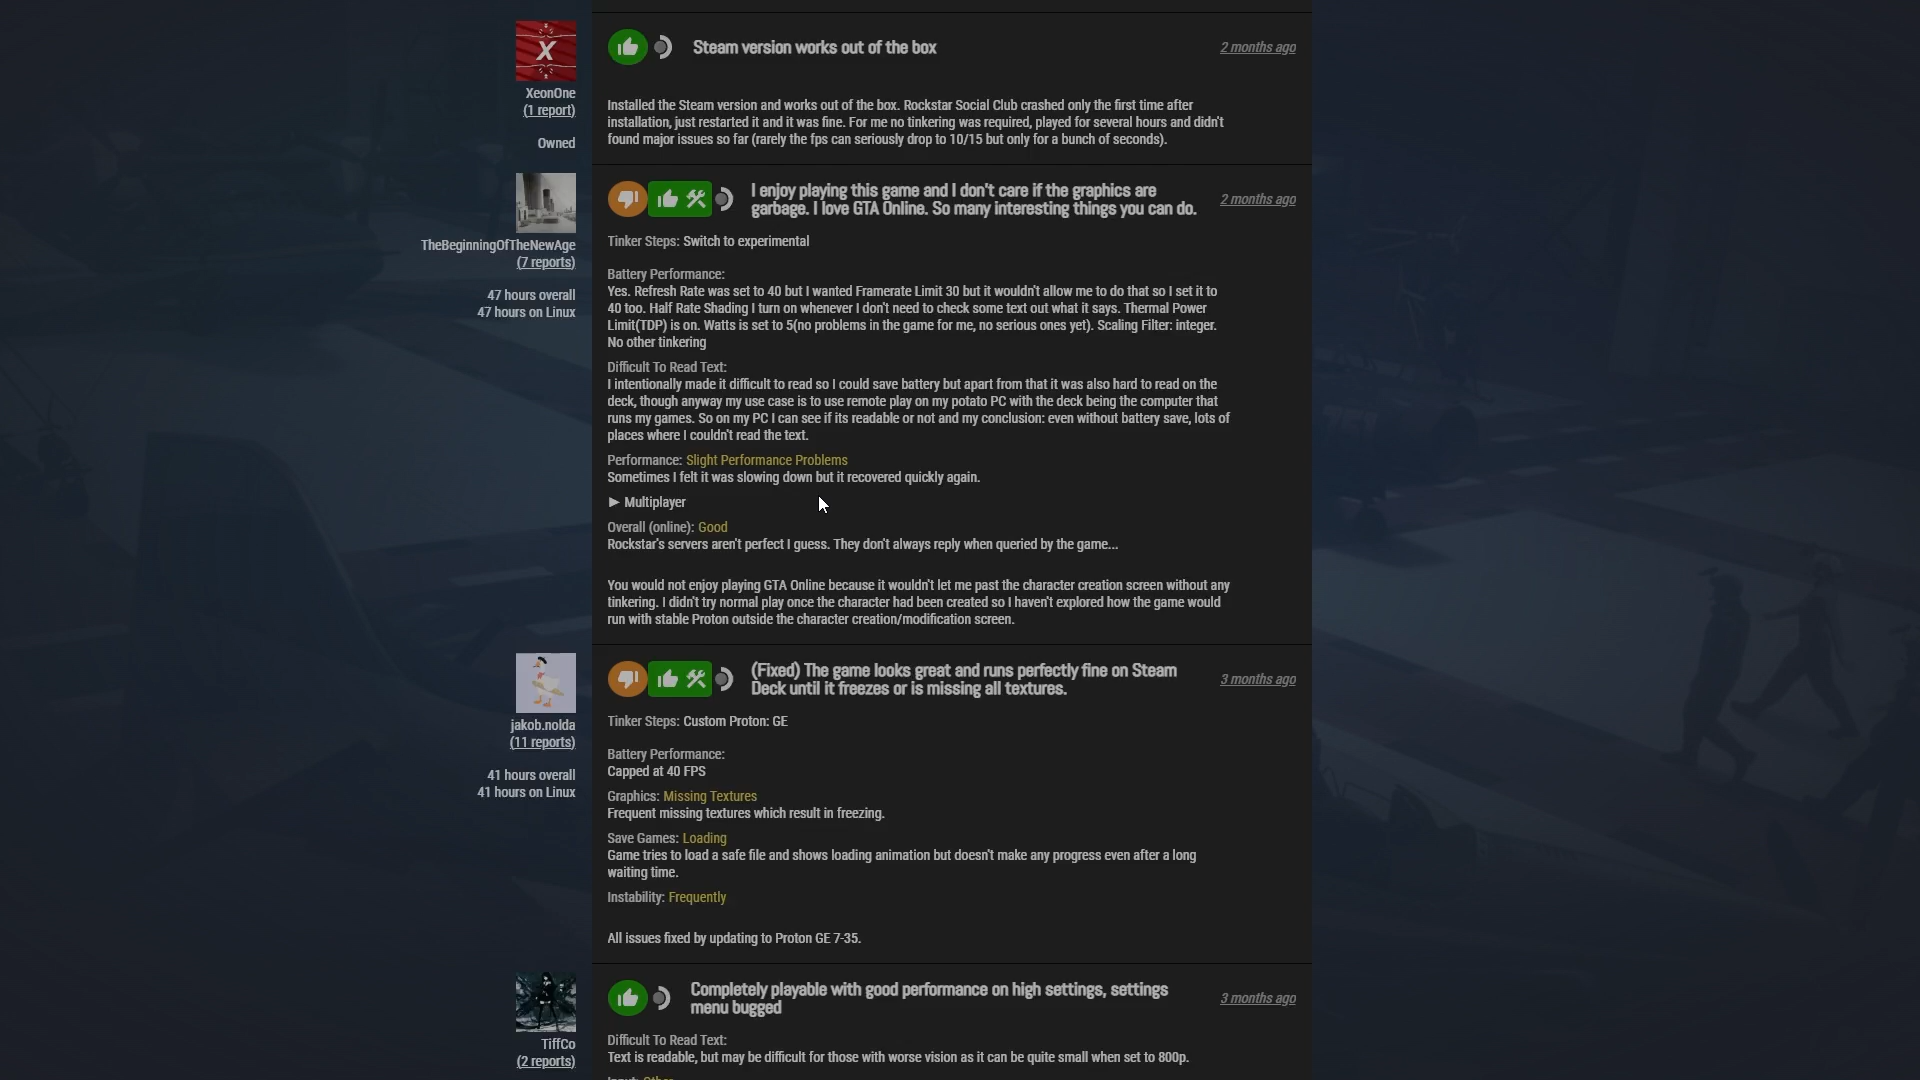 XeonOne
(1 report)
Owned
Steam version works out of the box
2 months ago
Installed the Steam version and works out of the box. Rockstar Social Club crashed only the first time after
installation, just restarted it and it was fine. For me no tinkering was required, played for several hours and didn't
found major issues so far (rarely the fps can seriously drop to 10/15 but only for a bunch of seconds).
TheBeginningOfTheNewAge
(7 reports)
47 hours overall
47 hours on Linux
I enjoy playing this game and I don't care if the graphics are
garbage. I love GTA Online. So many interesting things you can do.
2 months ago
Tinker Steps: Switch to experimental
Battery Performance:
Yes. Refresh Rate was set to 40 but I wanted Framerate Limit 30 but it wouldn't allow me to do that so I set it to
40 too. Half Rate Shading I turn on whenever I don't need to check some text out what it says. Thermal Power
Limit(TDP) is on. Watts is set to 5(no problems in the game for me, no serious ones yet). Scaling Filter: integer.
No other tinkering
Difficult To Read Text:
I intentionally made it difficult to read so I could save battery but apart from that it was also hard to read on the
deck, though anyway my use case is to use remote play on my potato PC with the deck being the computer that
runs my games. So on my PC I can see if its readable or not and my conclusion: even without battery save, lots of
places where I couldn't read the text.
Performance: Slight Performance Problems
Sometimes I felt it was slowing down but it recovered quickly again.
▶ Multiplayer
Overall (online): Good
Rockstar's servers aren't perfect I guess. They don't always reply when queried by the game...
You would not enjoy playing GTA Online because it wouldn't let me past the character creation screen without any
tinkering. I didn't try normal play once the character had been created so I haven't explored how the game would
run with stable Proton outside the character creation/modification screen.
jakob.nolda
(11 reports)
41 hours overall
41 hours on Linux
(Fixed) The game looks great and runs perfectly fine on Steam
Deck until it freezes or is missing all textures.
3 months ago
Tinker Steps: Custom Proton: GE
Battery Performance:
Capped at 40 FPS
Graphics: Missing Textures
Frequent missing textures which result in freezing.
Save Games: Loading
Game tries to load a safe file and shows loading animation but doesn't make any progress even after a long
waiting time.
Instability: Frequently
All issues fixed by updating to Proton GE 7-35.
TiffCo
(2 reports)
Completely playable with good performance on high settings, settings
menu bugged
3 months ago
Difficult To Read Text:
Text is readable, but may be difficult for those with worse vision as it can be quite small when set to 800p.
Input: Other